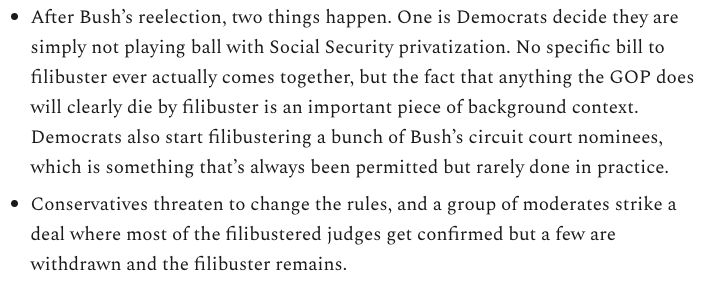 • After Bush’s reelection, two things happen. One is Democrats decide they are
simply not playing ball with Social Security privatization. No specific bill to
filibuster ever actually comes together, but the fact that anything the GOP does
will clearly die by filibuster is an important piece of background context.
Democrats also start filibustering a bunch of Bush’s circuit court nominees,
which is something that’s always been permitted but rarely done in practice.
• Conservatives threaten to change the rules, and a group of moderates strike a
deal where most of the filibustered judges get confirmed but a few are
withdrawn and the filibuster remains.